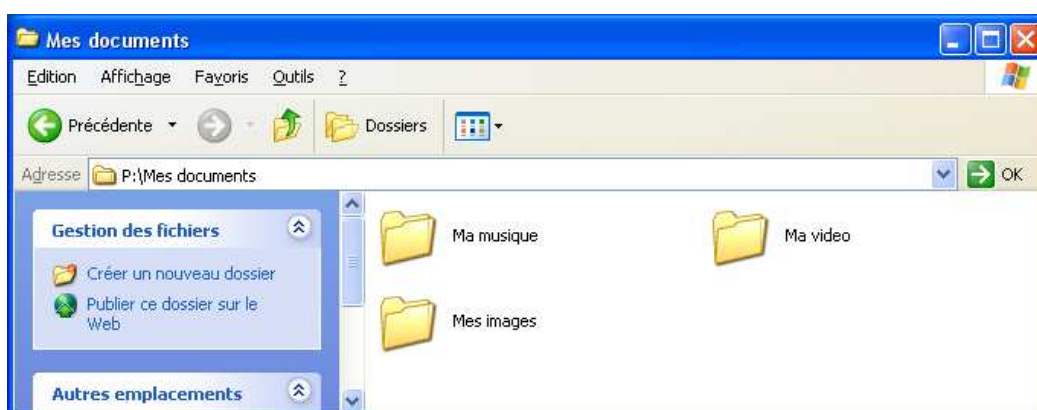 Mes documents
Edition Affichage Favoris Outils ?
Précédente Dossiers
Adresse P:\Mes documents OK
Gestion des fichiers
Créer un nouveau dossier
Publier ce dossier sur le
Web
Autres emplacements
Ma musique Ma video
Mes images